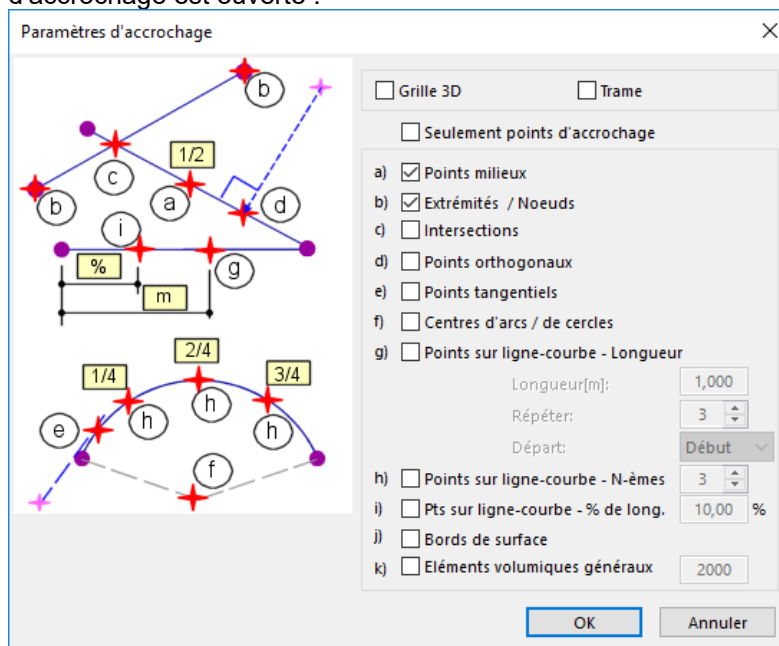 d'accrochage est ouverte :
Paramètres d'accrochage
b
1/2
c
a
b
d
i
%
g
m
2/4
1/4
3/4
h
h
h
e
f
Grille 3D
Trame
Seulement points d'accrochage
a) Points milieux
b) Extrémités / Noeuds
c) Intersections
d) Points orthogonaux
e) Points tangentiels
f) Centres d'arcs / de cercles
g) Points sur ligne-courbe - Longueur
Longueur[m]: 1,000
Répéter: 3
Départ: Début
h) Points sur ligne-courbe - N-èmes 3
i) Pts sur ligne-courbe - % de long. 10,00 %
j) Bords de surface
k) Eléments volumiques généraux 2000
OK
Annuler